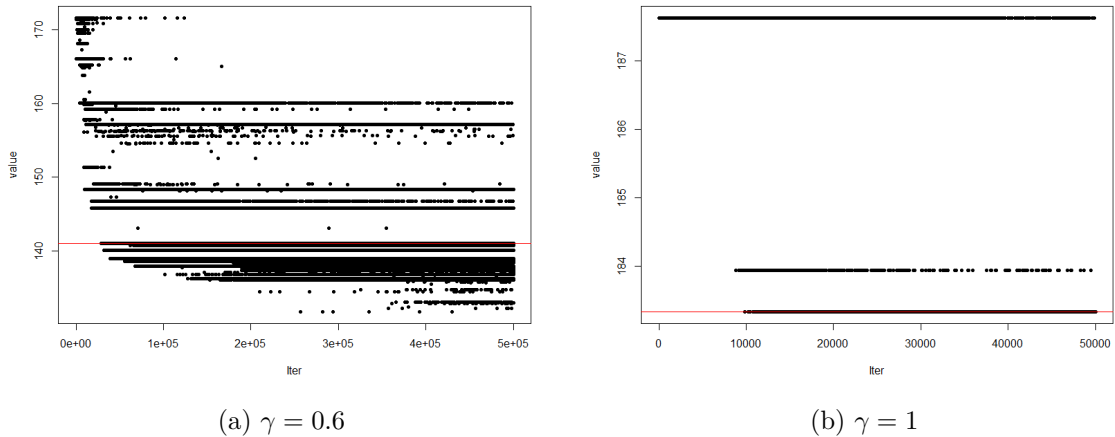 170
160
150
140
value
0e+00 1e+05 2e+05 3e+05 4e+05 5e+05
Iter
(a) γ = 0.6
187
186
185
184
value
0 10000 20000 30000 40000 50000
Iter
(b) γ = 1